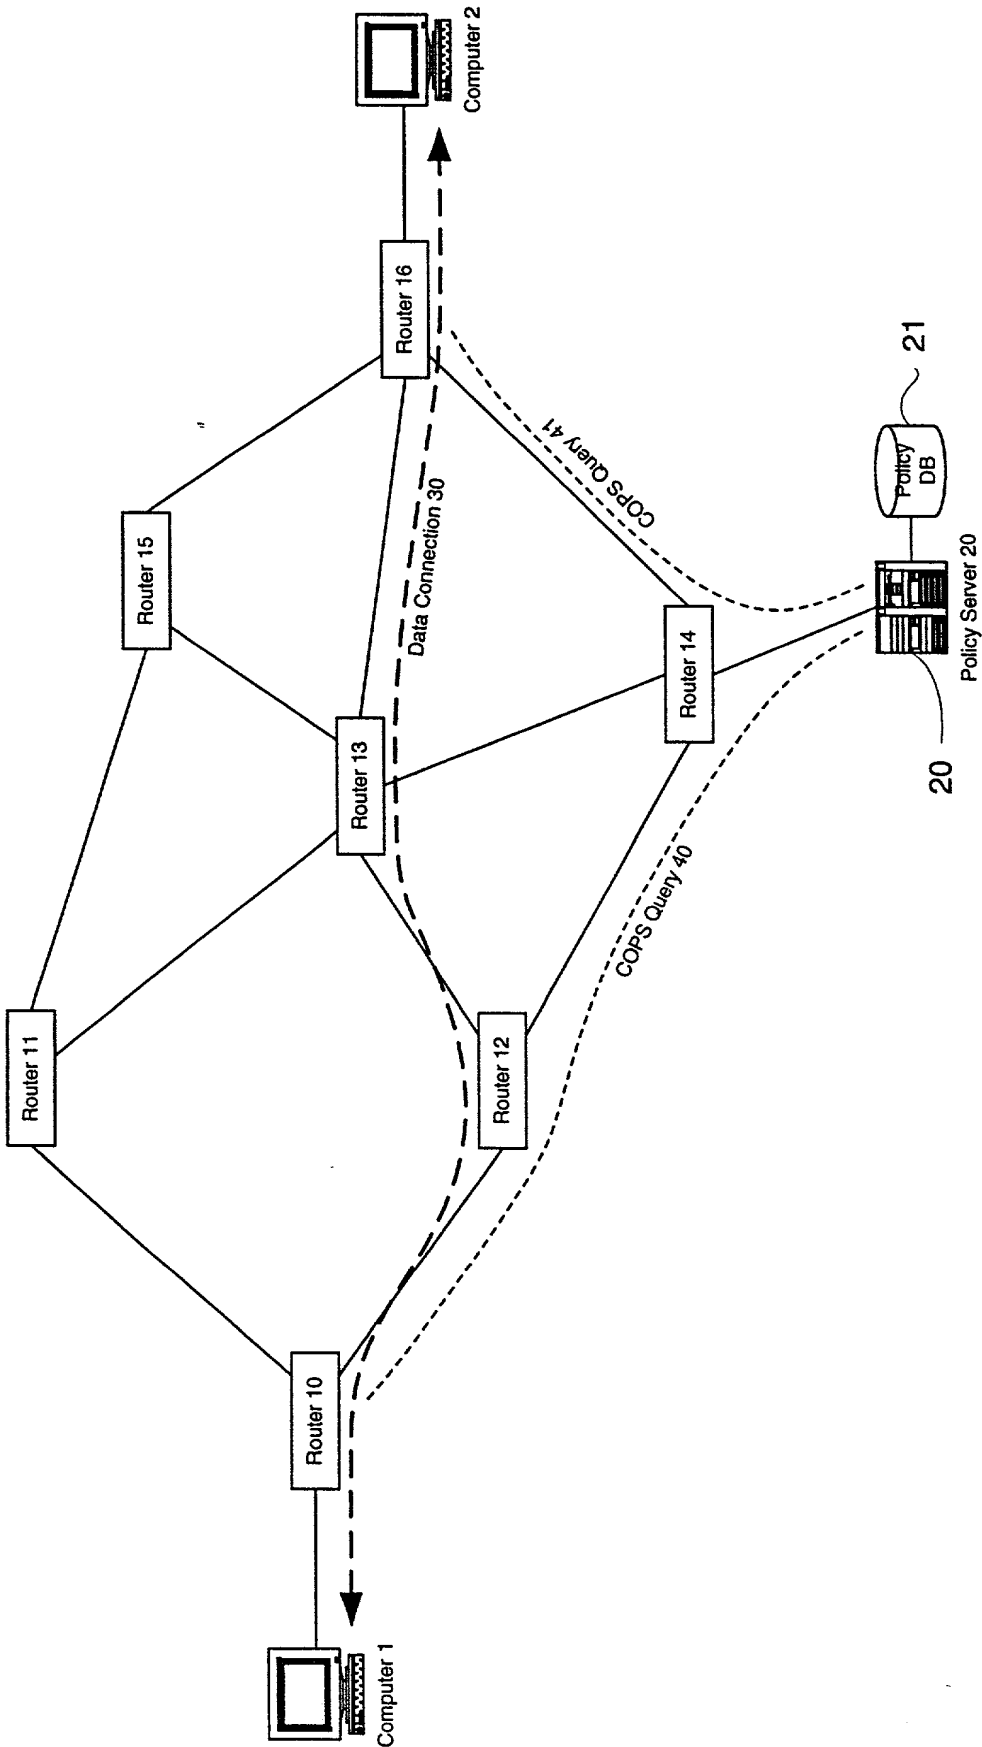 Computer 1
Router 10
Router 11
Router 12
Router 13
Router 14
Router 15
Router 16
Computer 2
Data Connection 30
COPS Query 40
COPS Query 41
Policy
DB
21
Policy Server 20
20